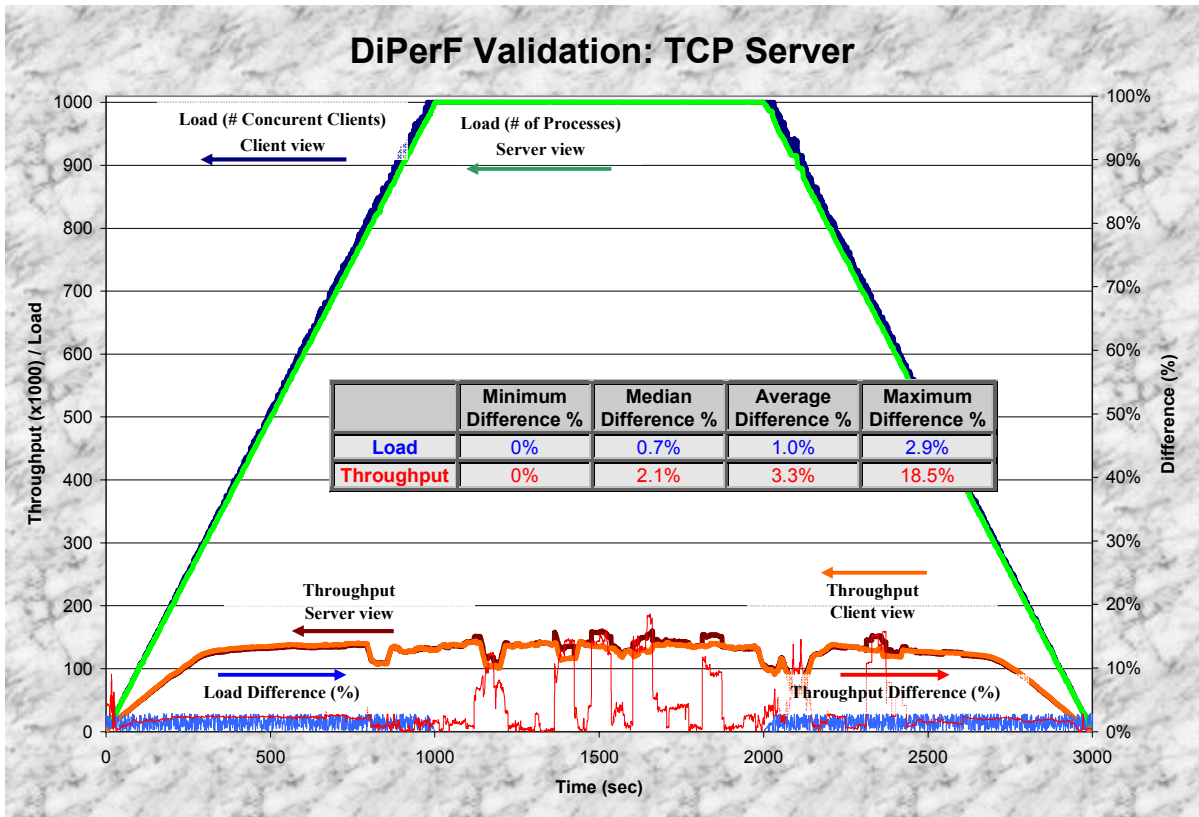 DiPerF Validation: TCP Server
1000
900
800
700
600
500
400
300
200
100
0
Throughput (x1000) / Load
100%
90%
80%
70%
60%
50%
40%
30%
20%
10%
0%
Difference (%)
Load (# Concurent Clients)
Client view
Load (# of Processes)
Server view
Minimum Difference % Median Difference % Average Difference % Maximum Difference %
Load 0% 0.7% 1.0% 2.9%
Throughput 0% 2.1% 3.3% 18.5%
Throughput
Server view
Throughput
Client view
Load Difference (%)
Throughput Difference (%)
0 500 1000 1500 2000 2500 3000
Time (sec)